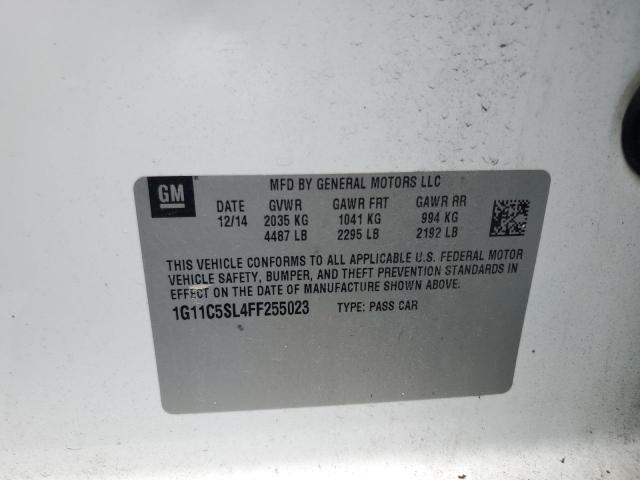 GM
MFD BY GENERAL MOTORS LLC
DATE GVWR GAWR FRT GAWR RR
12/14 2035 KG 1041 KG 994 KG
4487 LB 2295 LB 2192 LB
THIS VEHICLE CONFORMS TO ALL APPLICABLE U.S. FEDERAL MOTOR
VEHICLE SAFETY, BUMPER, AND THEFT PREVENTION STANDARDS IN
EFFECT ON THE DATE OF MANUFACTURE SHOWN ABOVE.
1G11C5SL4FF255023 TYPE: PASS CAR